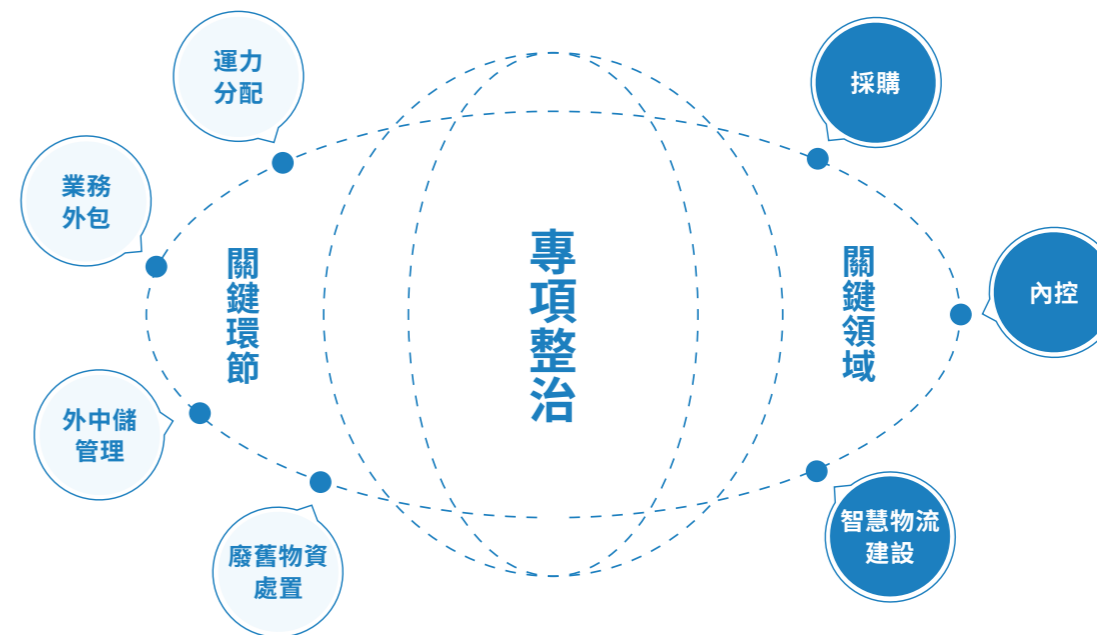 運力
分配
業務
外包
外中儲
管理
廢舊物資
處置
關鍵環節
專項整治
關鍵領域
採購
內控
智慧物流
建設